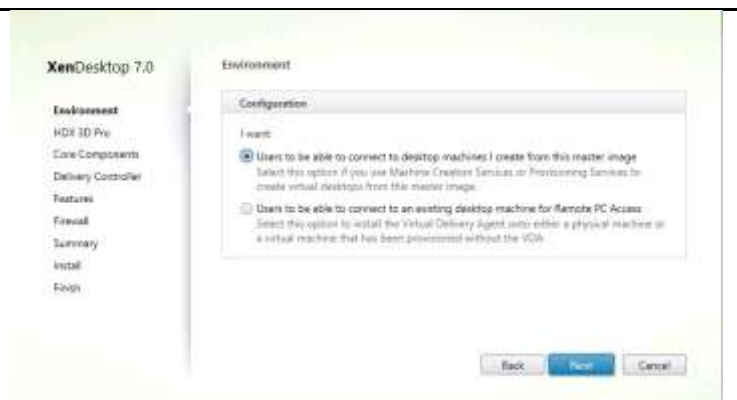 XenDesktop 7.0
Environment
HDX 3D Pro
Core Components
Delivery Controller
Features
Firewall
Summary
Install
Finish
Environment
Configuration
I want:
Users to be able to connect to desktop machines I create from this master image
Select this option if you use Machine Creation Services or Provisioning Services to
create virtual desktops from this master image.
Users to be able to connect to an existing desktop machine for Remote PC Access
Select this option to install the Virtual Delivery Agent onto either a physical machine or
a virtual machine that has been provisioned without the VDA.
Back
Next
Cancel